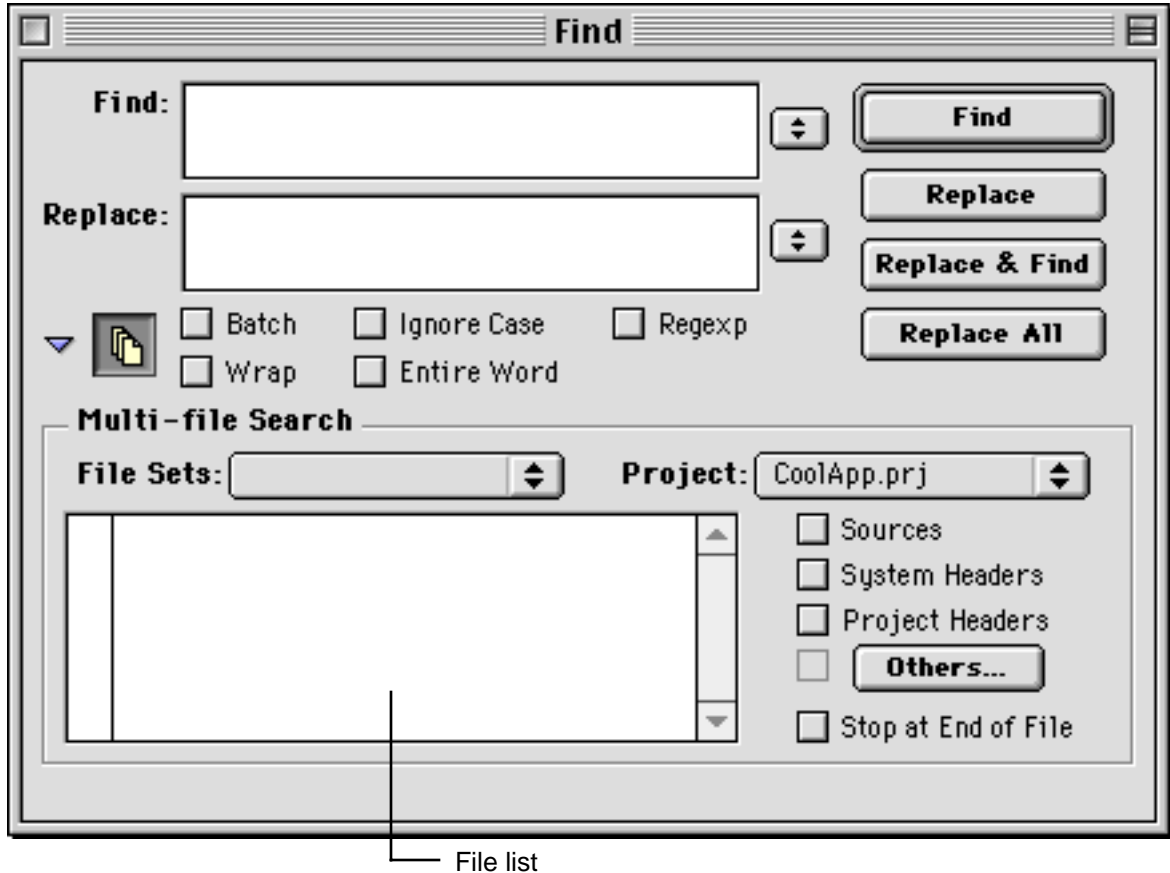 Find
Find:
Find
Replace:
Replace
Replace & Find
Batch
Ignore Case
Regexp
Replace All
Wrap
Entire Word
Multi-file Search
File Sets:
Project: CoolApp.prj
Sources
System Headers
Project Headers
Others...
Stop at End of File
File list